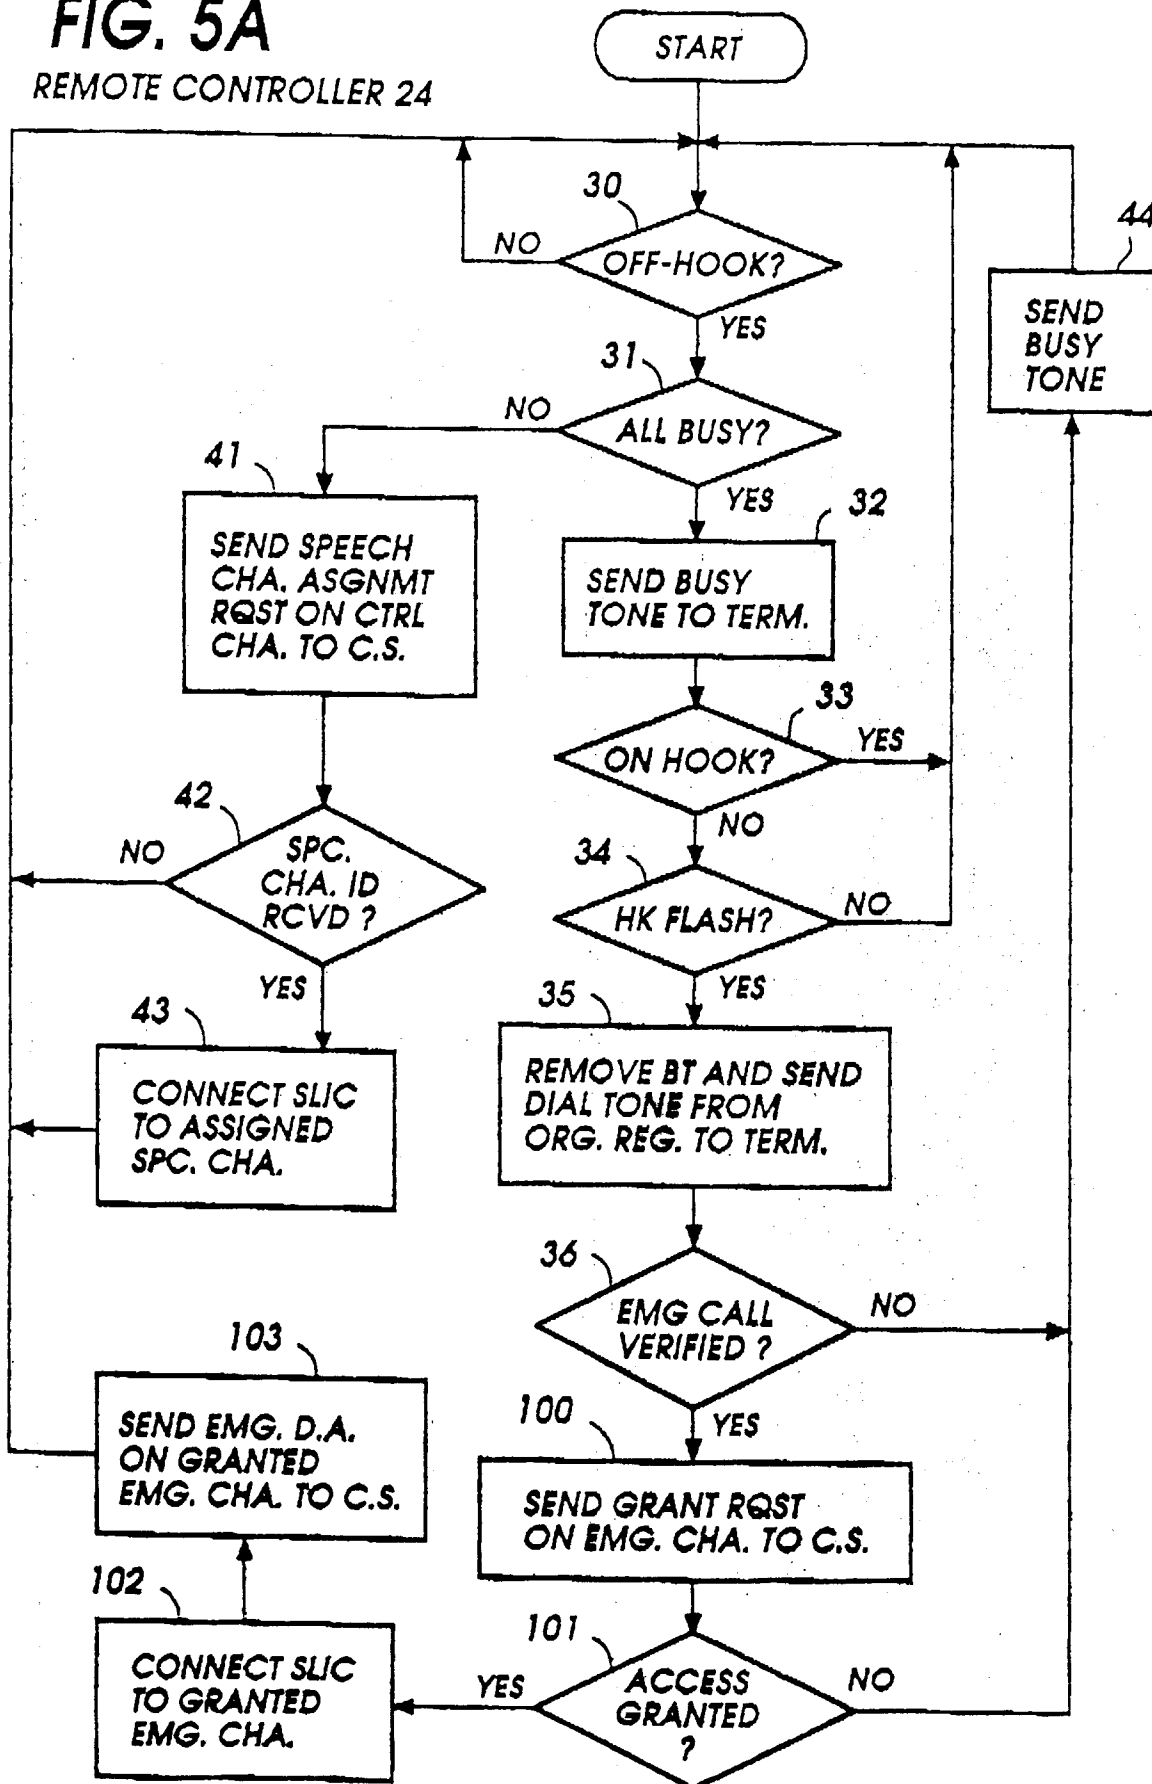 FIG. 5A
REMOTE CONTROLLER 24
START
30
OFF-HOOK?
NO
YES
44
SEND
BUSY
TONE
31
ALL BUSY?
NO
YES
41
SEND SPEECH
CHA. ASGNMT
RQST ON CTRL
CHA. TO C.S.
32
SEND BUSY
TONE TO TERM.
33
ON HOOK?
YES
NO
42
SPC.
CHA. ID
RCVD ?
NO
YES
34
HK FLASH?
NO
YES
43
CONNECT SLIC
TO ASSIGNED
SPC. CHA.
35
REMOVE BT AND SEND
DIAL TONE FROM
ORG. REG. TO TERM.
36
EMG CALL
VERIFIED ?
NO
YES
103
SEND EMG. D.A.
ON GRANTED
EMG. CHA. TO C.S.
100
SEND GRANT RQST
ON EMG. CHA. TO C.S.
102
CONNECT SLIC
TO GRANTED
EMG. CHA.
101
ACCESS
GRANTED
?
YES
NO